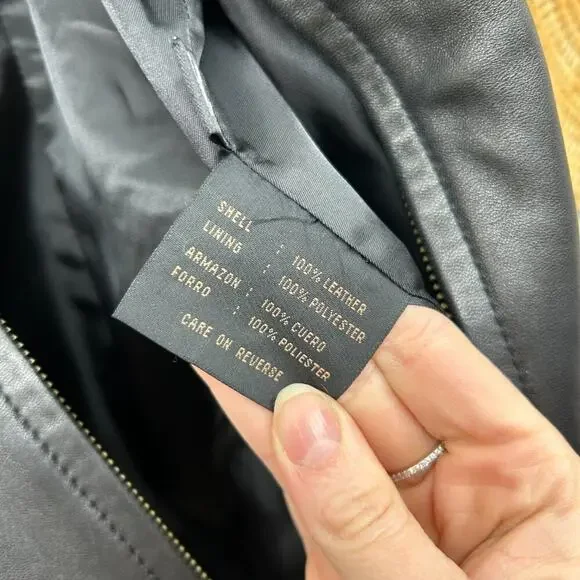 SHELL : 100% LEATHER
LINING : 100% POLYESTER
ARMAZON : 100% CUERO
FORRO : 100% POLIESTER
CARE ON REVERSE